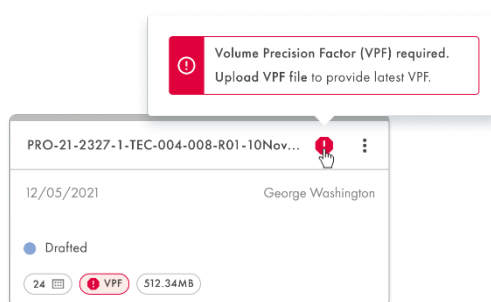 Volume Precision Factor (VPF) required.
Upload VPF file to provide latest VPF.
PRO-21-2327-1-TEC-004-008-R01-10Nov...
12/05/2021
George Washington
Drafted
24
VPF
512.34MB